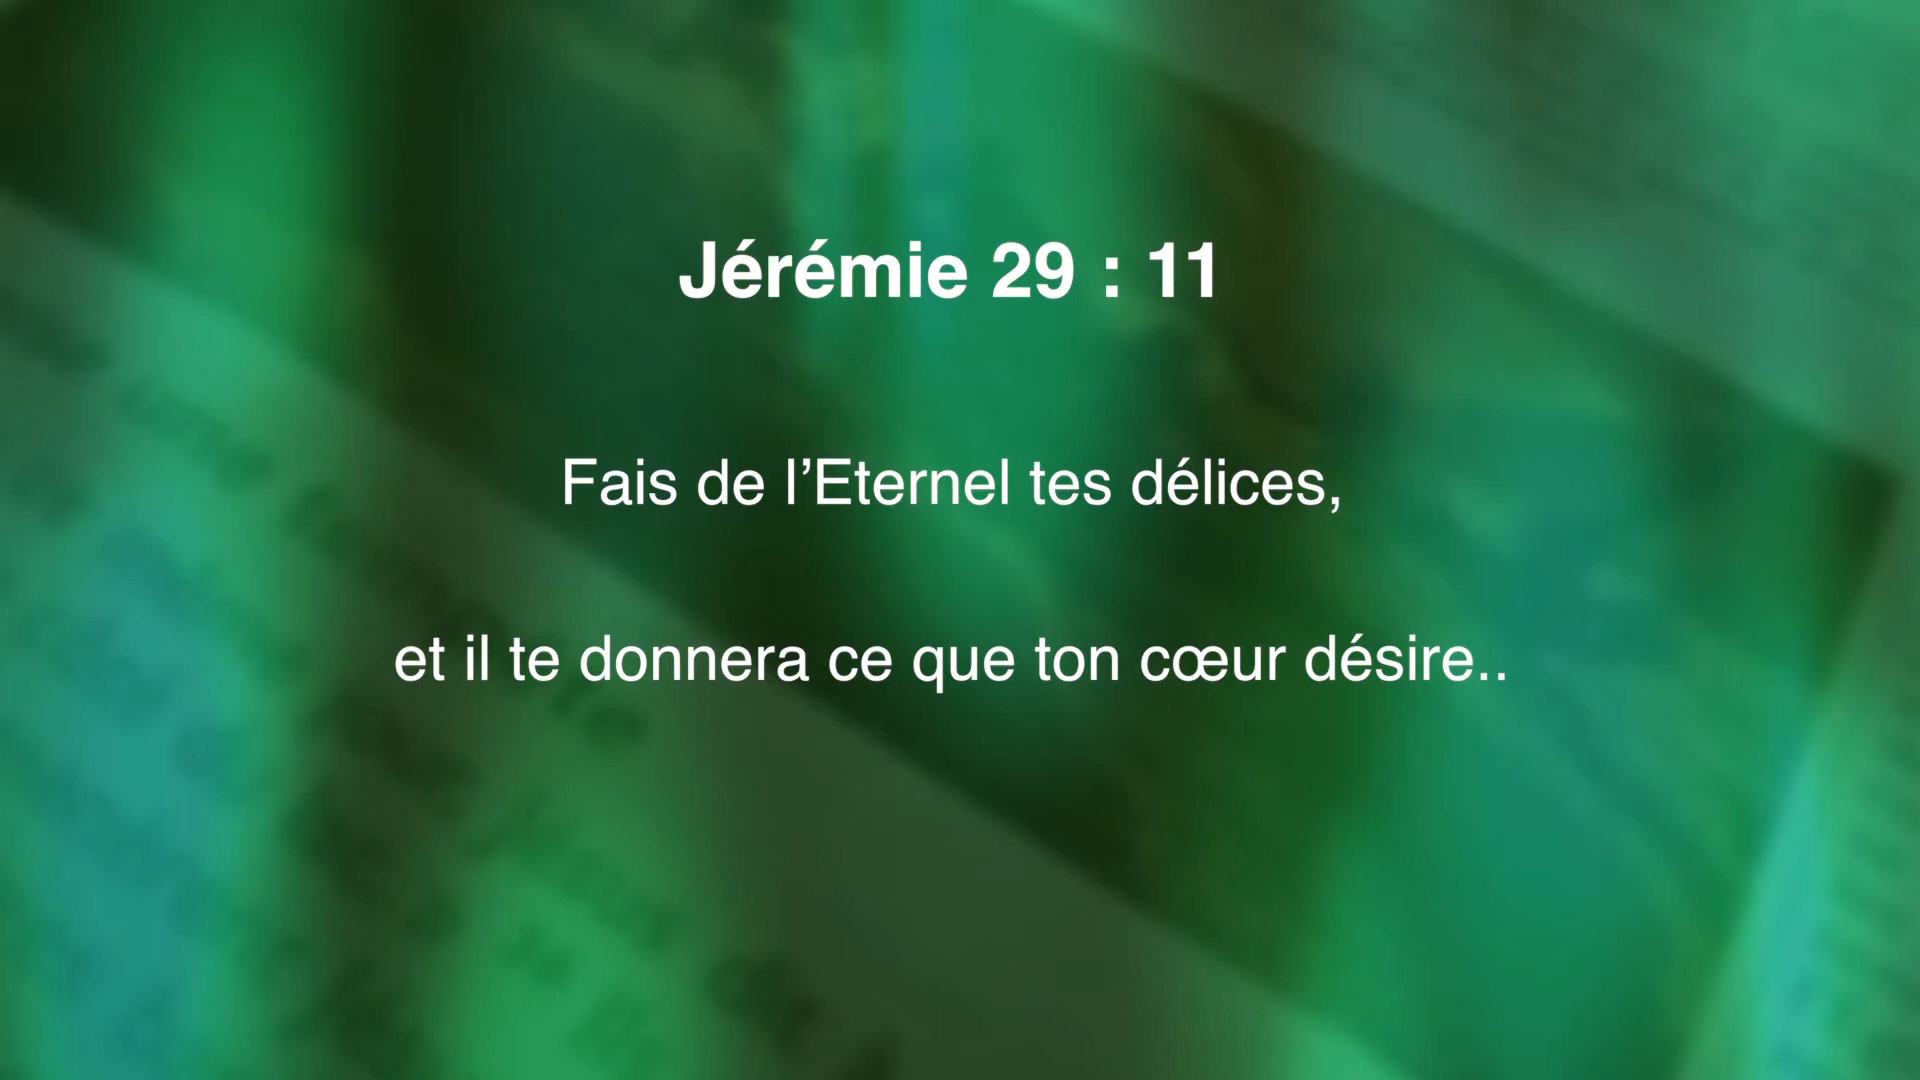 Jérémie 29 : 11
Fais de l’Eternel tes délices,
et il te donnera ce que ton cœur désire..